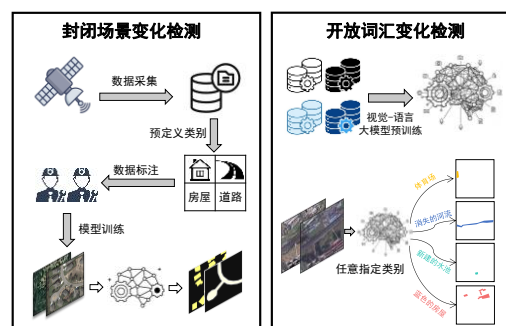 封闭场景变化检测
数据采集
预定义类别
数据标注
房屋
道路
模型训练
开放词汇变化检测
视觉-语言
大模型预训练
体育场
消失的河流
新建的水池
蓝色的房屋
任意指定类别